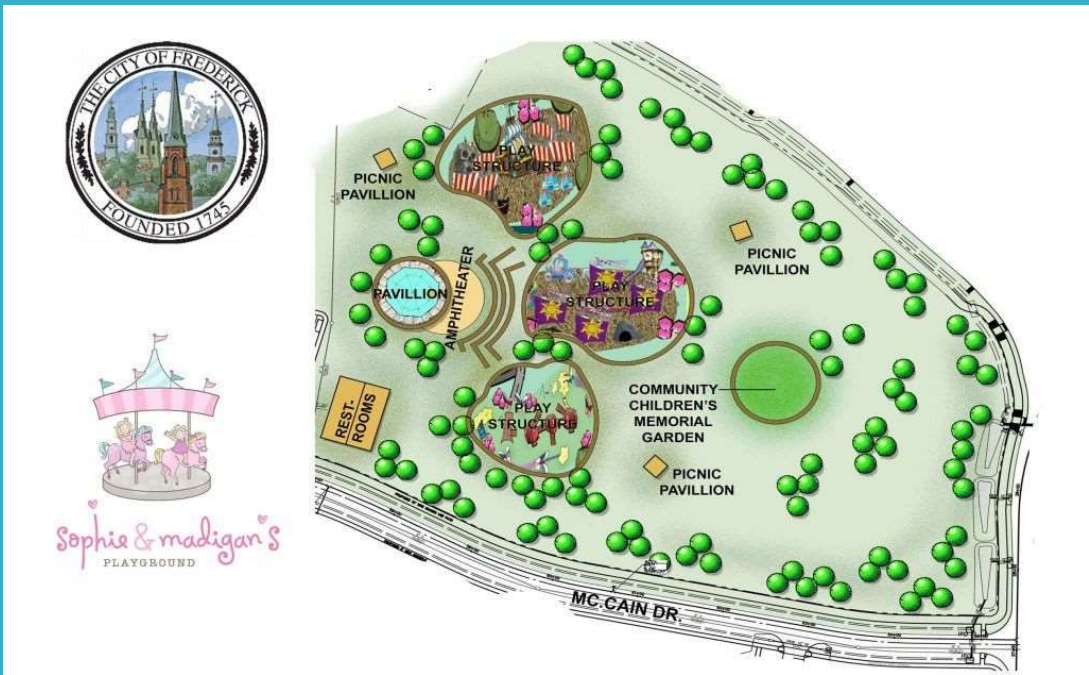 THE CITY OF FREDERICK
FOUNDED 1745
sophie & madigan's
PLAYGROUND
PLAY
STRUCTURE
PICNIC
PAVILLION
PICNIC
PAVILLION
PAVILLION
AMPHITHEATER
PLAY
STRUCTURE
PLAY
STRUCTURE
REST-
ROOMS
COMMUNITY
CHILDREN'S
MEMORIAL
GARDEN
PICNIC
PAVILLION
MC.CAIN DR.